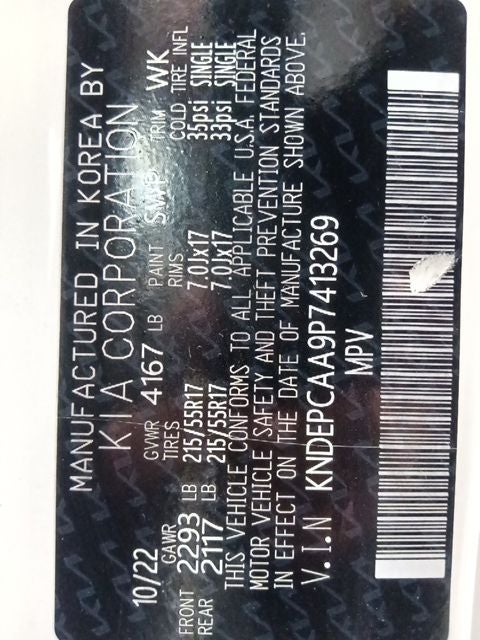 MANUFACTURED IN KOREA BY
KIA CORPORATION
10/22 GVWR 4167 LB PAINT SWP TRIM WK
GAWR TIRES RIMS COLD TIRE INFL
FRONT 2293 LB 215/55R17 7.0Jx17 35psi SINGLE
REAR 2117 LB 215/55R17 7.0Jx17 33psi SINGLE
THIS VEHICLE CONFORMS TO ALL APPLICABLE U.S.A. FEDERAL
MOTOR VEHICLE SAFETY AND THEFT PREVENTION STANDARDS
IN EFFECT ON THE DATE OF MANUFACTURE SHOWN ABOVE.
V.I.N KNDEPCAA9P7413269
MPV